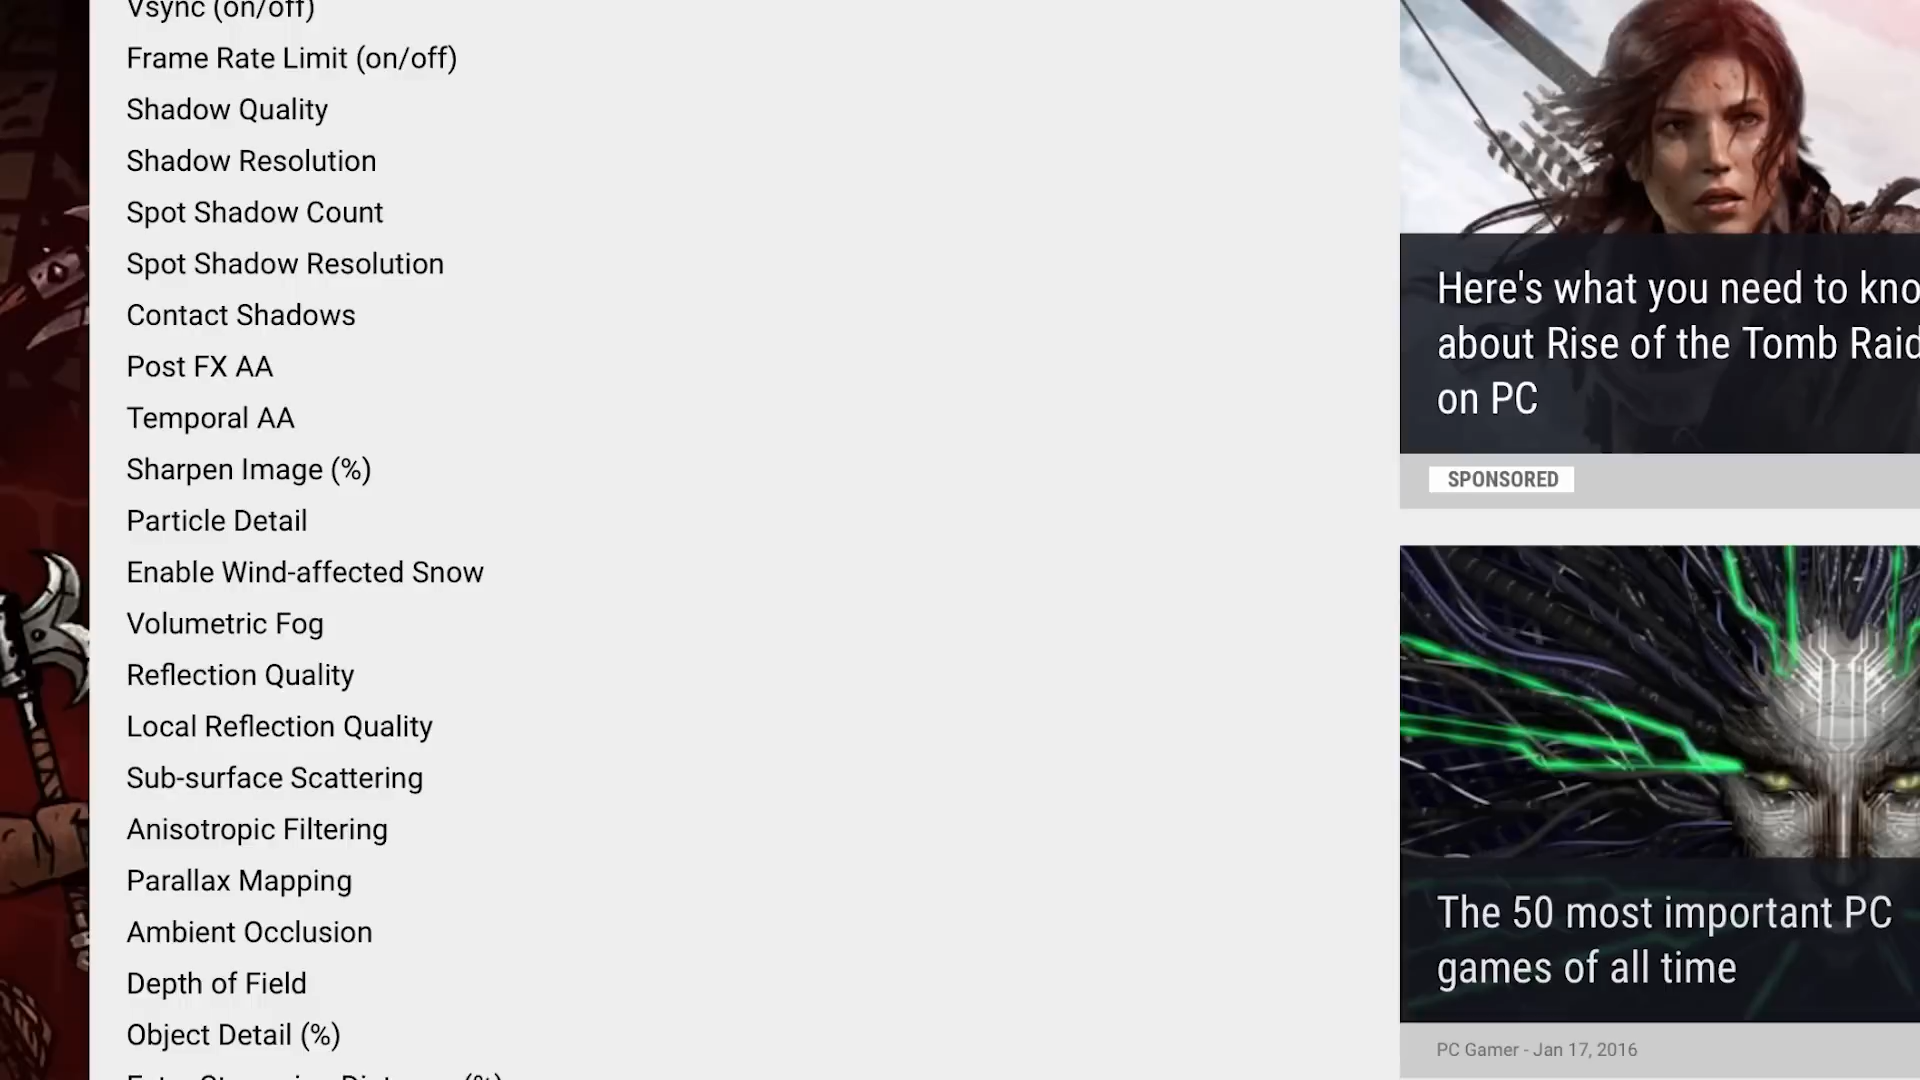 Vsync (on/off)
Frame Rate Limit (on/off)
Shadow Quality
Shadow Resolution
Spot Shadow Count
Spot Shadow Resolution
Contact Shadows
Post FX AA
Temporal AA
Sharpen Image (%)
Particle Detail
Enable Wind-affected Snow
Volumetric Fog
Reflection Quality
Local Reflection Quality
Sub-surface Scattering
Anisotropic Filtering
Parallax Mapping
Ambient Occlusion
Depth of Field
Object Detail (%)
Here's what you need to kno
about Rise of the Tomb Raid
on PC
SPONSORED
The 50 most important PC
games of all time
PC Gamer - Jan 17, 2016